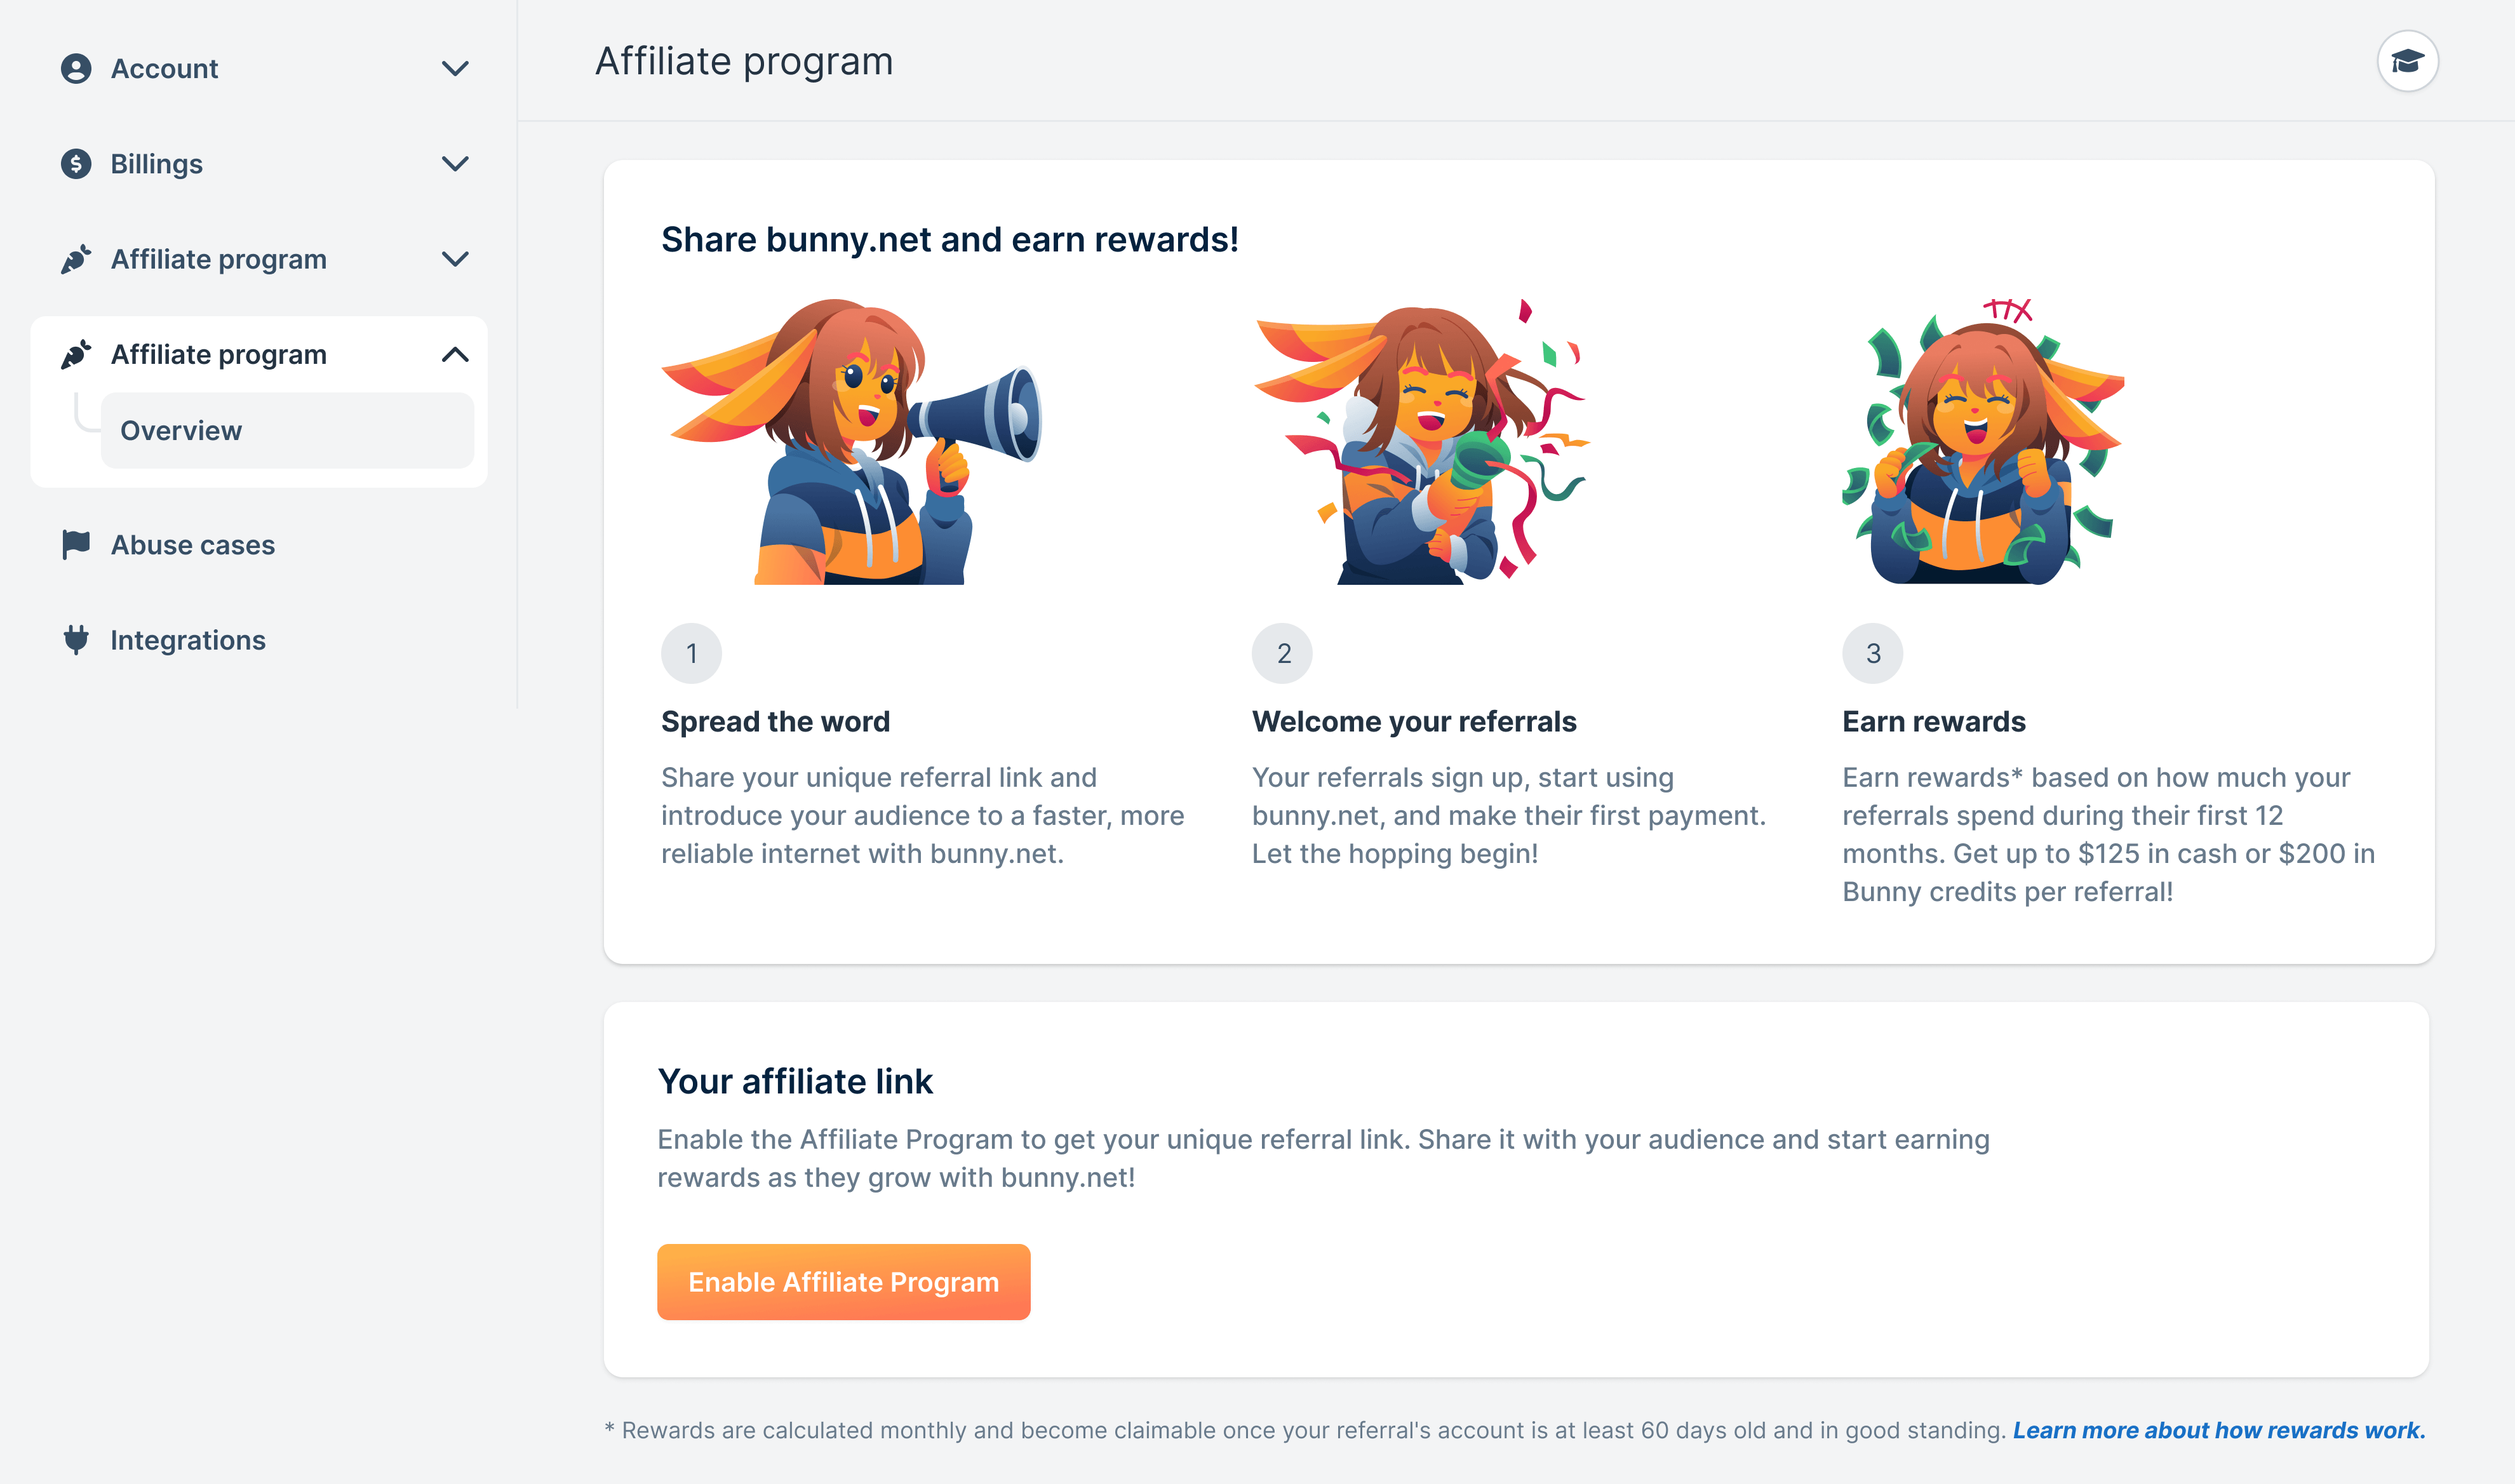 Account
Billings
Affiliate program
Affiliate program
Overview
Abuse cases
Integrations
Affiliate program
Share bunny.net and earn rewards!
1
Spread the word
Share your unique referral link and
introduce your audience to a faster, more
reliable internet with bunny.net.
2
Welcome your referrals
Your referrals sign up, start using
bunny.net, and make their first payment.
Let the hopping begin!
3
Earn rewards
Earn rewards* based on how much your
referrals spend during their first 12
months. Get up to $125 in cash or $200 in
Bunny credits per referral!
Your affiliate link
Enable the Affiliate Program to get your unique referral link. Share it with your audience and start earning
rewards as they grow with bunny.net!
Enable Affiliate Program
* Rewards are calculated monthly and become claimable once your referral's account is at least 60 days old and in good standing. Learn more about how rewards work.